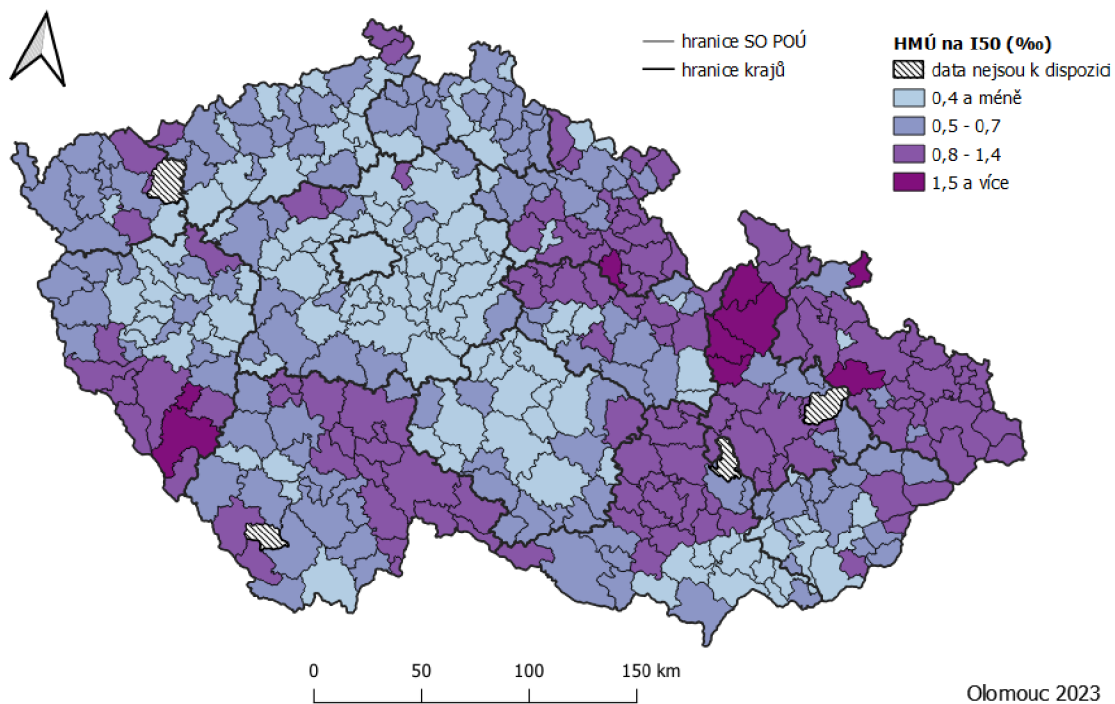 hranice SO POÚ
hranice krajů
HMÚ na I50 (‰)
data nejsou k dispozici
0,4 a méně
0,5 - 0,7
0,8 - 1,4
1,5 a více
0 50 100 150 km
Olomouc 2023